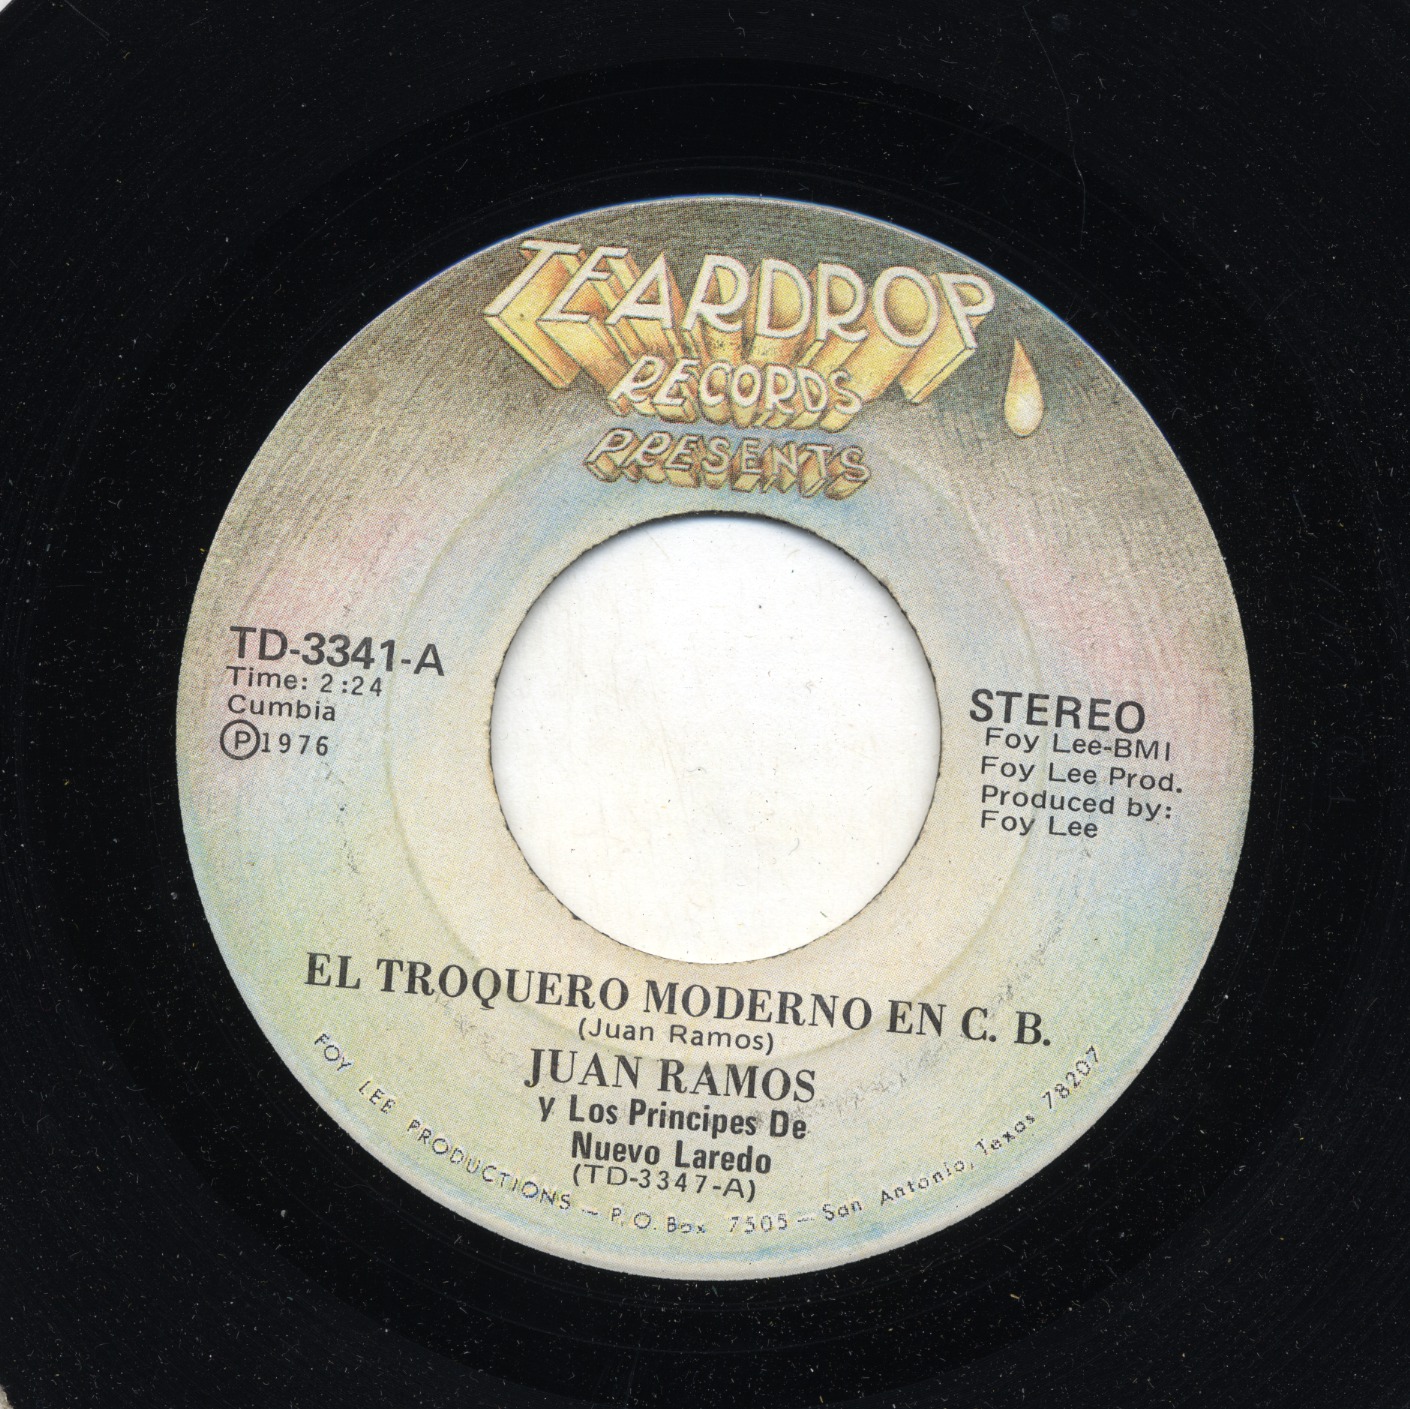 TEARDROP
RECORDS
PRESENTS
TD-3341-A
Time: 2:24
Cumbia
Ⓟ1976
STEREO
Foy Lee-BMI
Foy Lee Prod.
Produced by:
Foy Lee
EL TROQUERO MODERNO EN C. B.
(Juan Ramos)
JUAN RAMOS
y Los Principes De
Nuevo Laredo
(TD-3347-A)
FOY LEE PRODUCTIONS — P.O. Box 7505 — San Antonio, Texas 78207